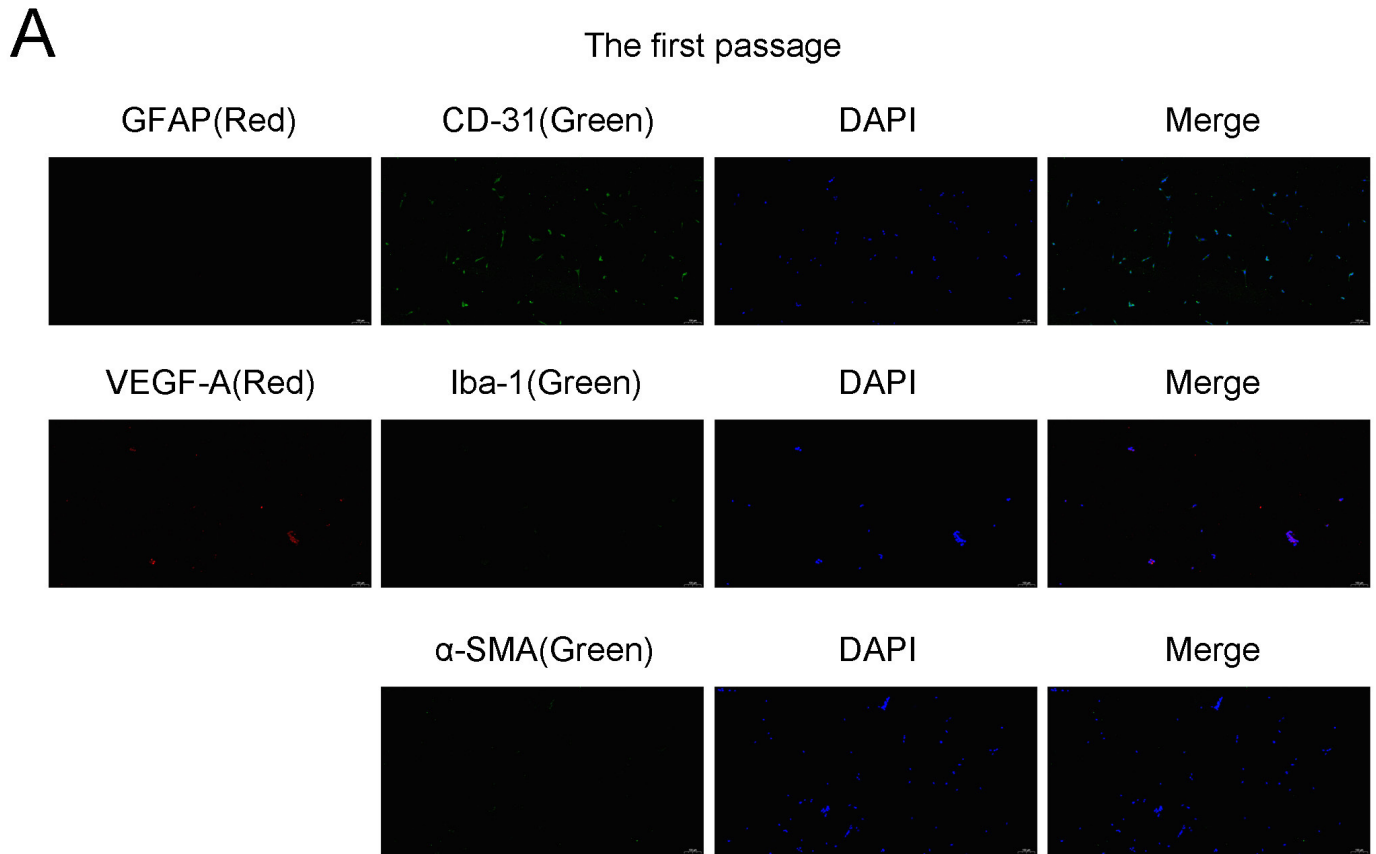 A
The first passage
GFAP(Red) CD-31(Green) DAPI Merge
VEGF-A(Red) Iba-1(Green) DAPI Merge
α-SMA(Green) DAPI Merge